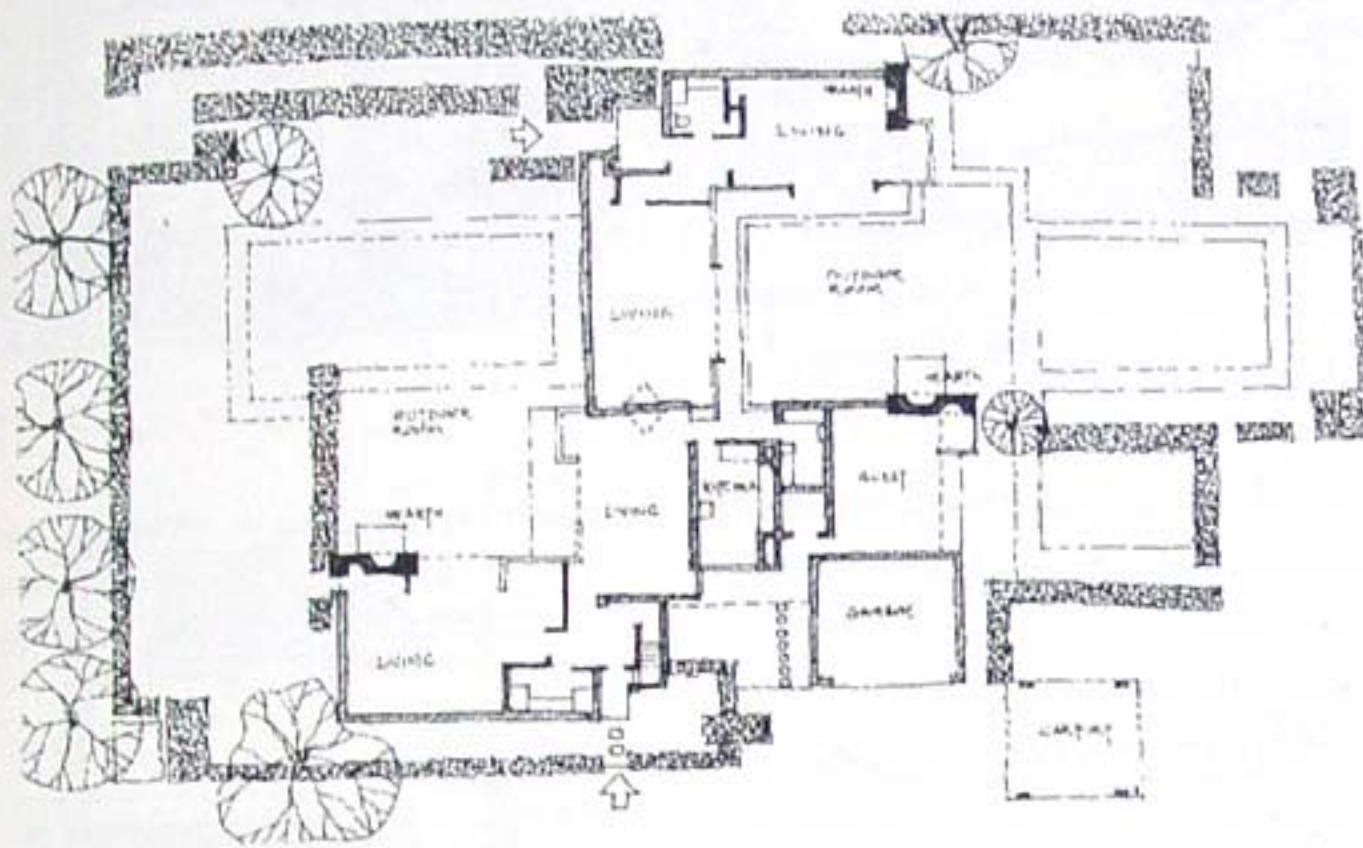 HEARTH
LIVING
OUTDOOR
ROOM
LIVING
HEARTH
OUTDOOR
ROOM
GUEST
KITCHEN
LIVING
HEARTH
GARAGE
LIVING
CARPORT